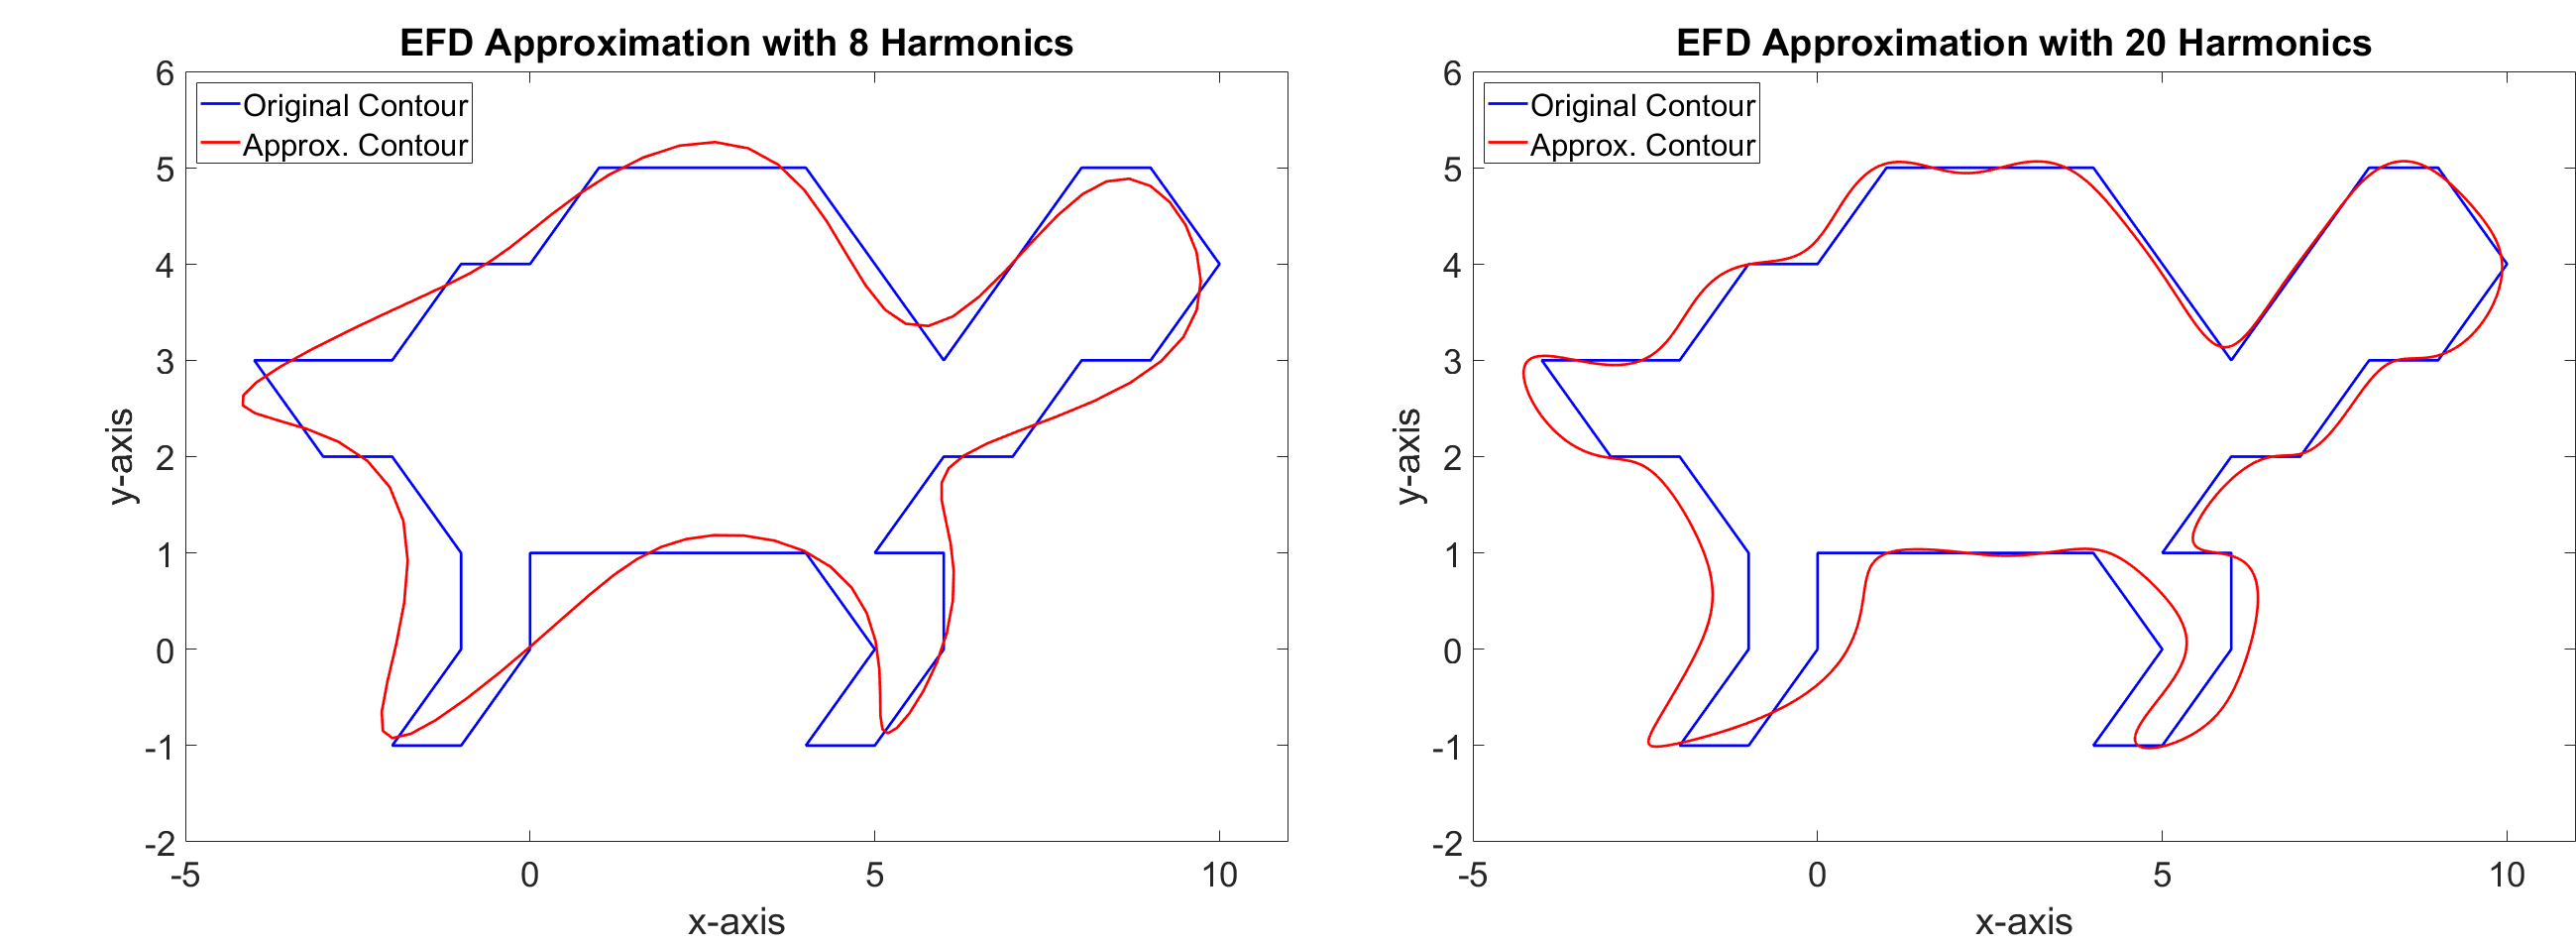 EFD Approximation with 8 Harmonics
Original Contour
Approx. Contour
6
5
4
3
2
1
0
-1
-2
y-axis
-5
0
5
10
x-axis
EFD Approximation with 20 Harmonics
Original Contour
Approx. Contour
6
5
4
3
2
1
0
-1
-2
y-axis
-5
0
5
10
x-axis